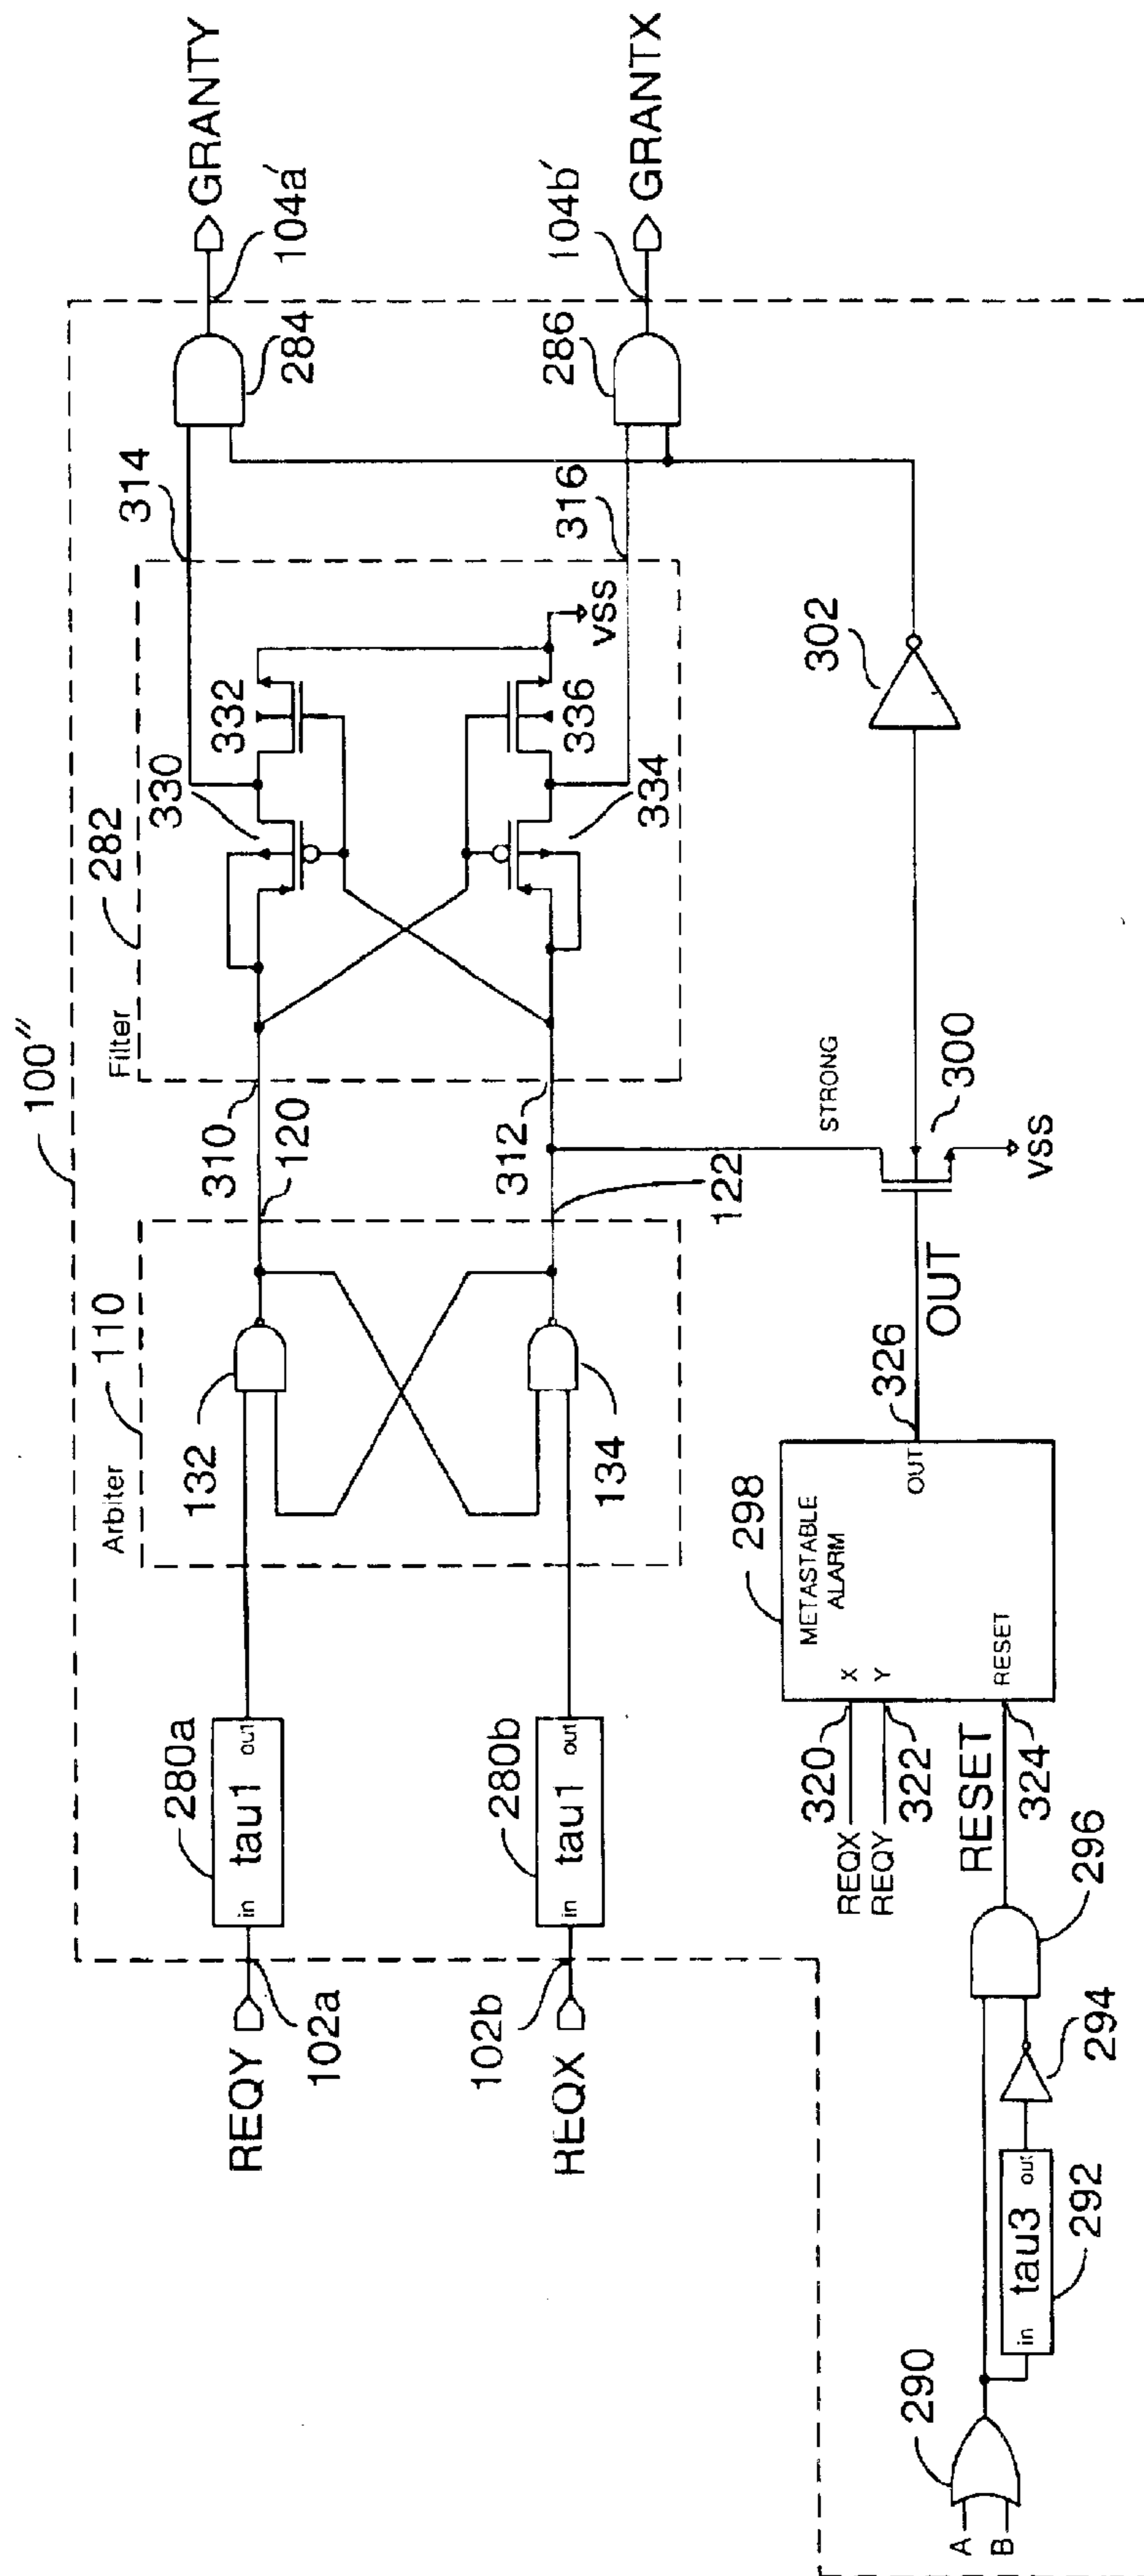 100″
REQY
102a
280a
in tau1 out
Arbiter
110
132
120
310
Filter
282
330
332
314
284
104a′
GRANTY
REQX
102b
280b
in tau1 out
134
122
312
334
336
VSS
316
286
104b′
GRANTX
STRONG
300
VSS
302
A
B
290
in tau3 out
292
294
296
RESET
324
REQX
320
REQY
322
298
METASTABLE
ALARM
X
Y
RESET
OUT
326
OUT